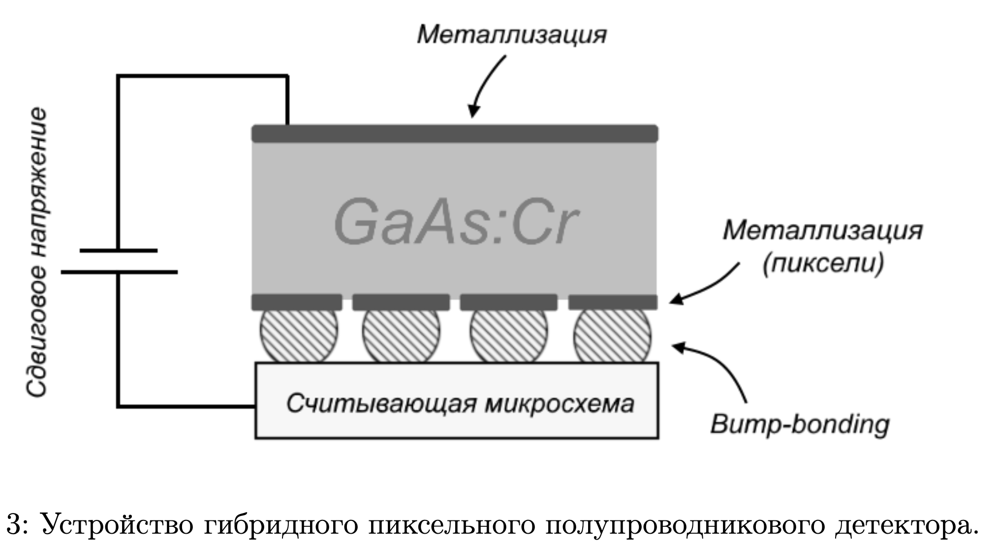 Металлизация
Сдвиговое напряжение
GaAs:Cr
Металлизация
(пиксели)
Считывающая микросхема
Bump-bonding
3: Устройство гибридного пиксельного полупроводникового детектора.